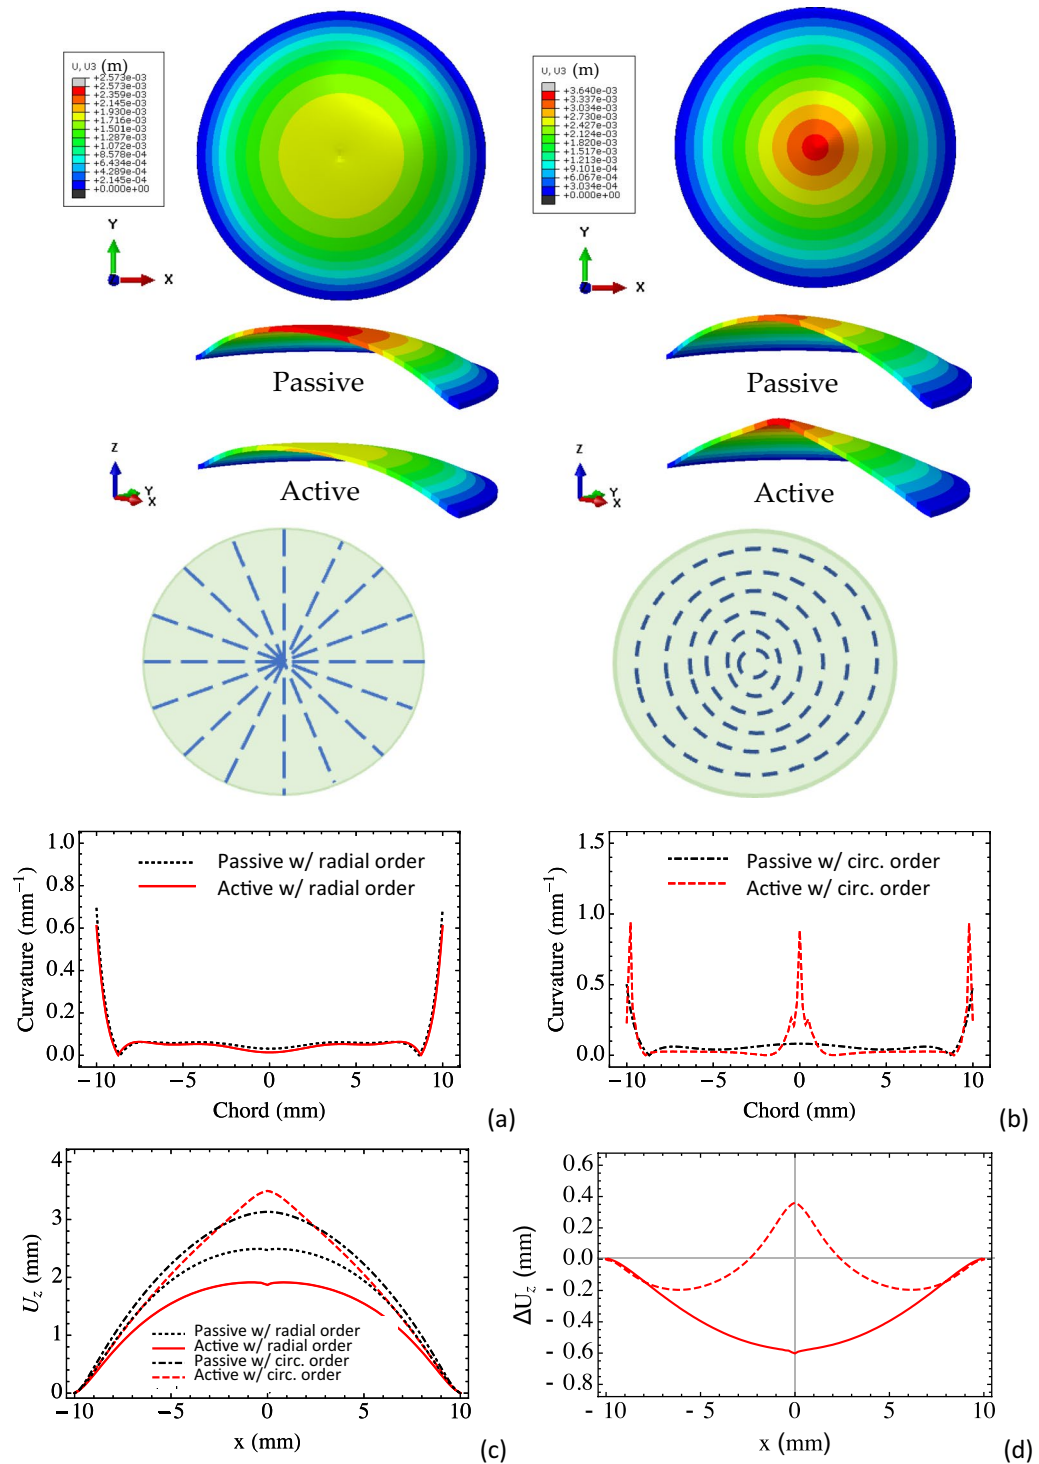 U, U3 (m)
+2.573e-03
+2.573e-03
+2.359e-03
+2.145e-03
+1.930e-03
+1.716e-03
+1.501e-03
+1.287e-03
+1.072e-03
+8.578e-04
+6.434e-04
+4.289e-04
+2.145e-04
+0.000e+00
Y
X
U, U3 (m)
+3.640e-03
+3.337e-03
+3.034e-03
+2.730e-03
+2.427e-03
+2.124e-03
+1.820e-03
+1.517e-03
+1.213e-03
+9.101e-04
+6.067e-04
+3.034e-04
+0.000e+00
Y
X
Passive
Passive
Z
Y
X
Active
Z
Y
X
Active
1.0
0.8
0.6
0.4
0.2
0.0
Curvature (mm⁻¹)
Passive w/ radial order
Active w/ radial order
−10 −5 0 5 10
Chord (mm)
(a)
1.5
1.0
0.5
0.0
Curvature (mm⁻¹)
Passive w/ circ. order
Active w/ circ. order
−10 −5 0 5 10
Chord (mm)
(b)
4
3
2
1
0
U_z (mm)
Passive w/ radial order
Active w/ radial order
Passive w/ circ. order
Active w/ circ. order
−10 −5 0 5 10
x (mm)
(c)
0.6
0.4
0.2
0.0
- 0.2
- 0.4
- 0.6
- 0.8
ΔU_z (mm)
- 10 - 5 0 5 10
x (mm)
(d)